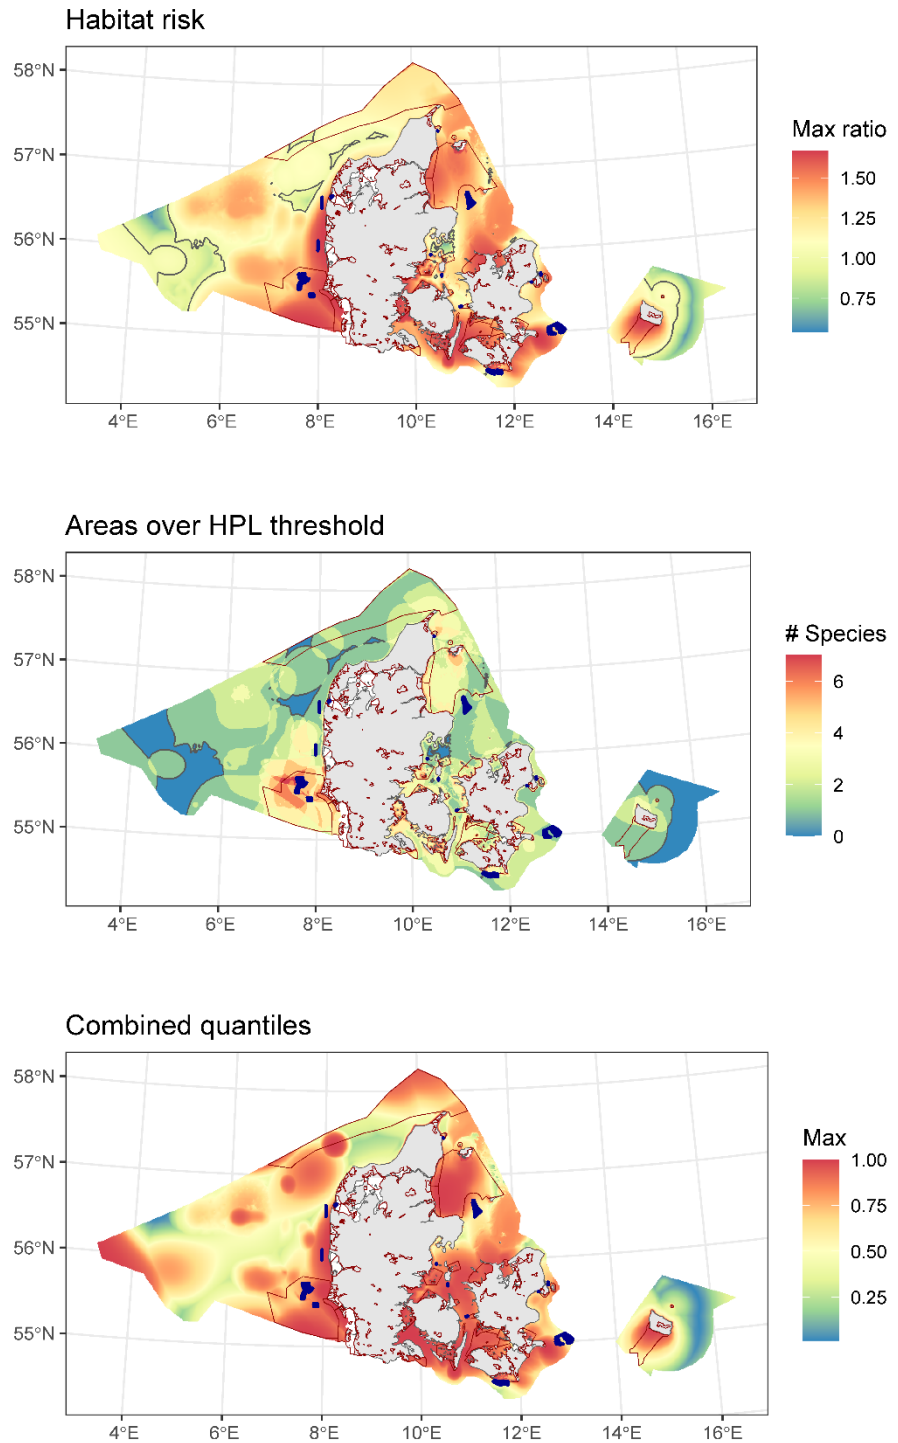 Habitat risk
58°N
57°N
56°N
55°N
4°E 6°E 8°E 10°E 12°E 14°E 16°E
Max ratio
1.50
1.25
1.00
0.75
Areas over HPL threshold
58°N
57°N
56°N
55°N
4°E 6°E 8°E 10°E 12°E 14°E 16°E
# Species
6
4
2
0
Combined quantiles
58°N
57°N
56°N
55°N
4°E 6°E 8°E 10°E 12°E 14°E 16°E
Max
1.00
0.75
0.50
0.25